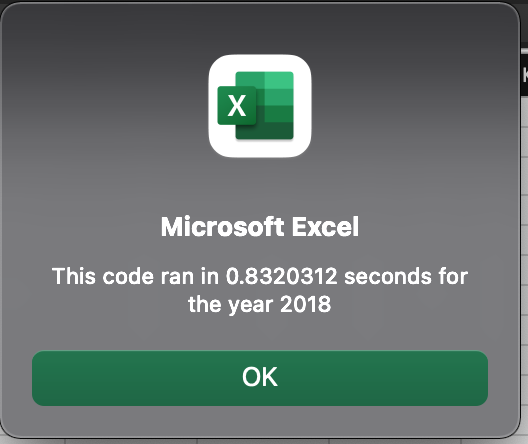 X
Microsoft Excel
This code ran in 0.8320312 seconds for
the year 2018
OK